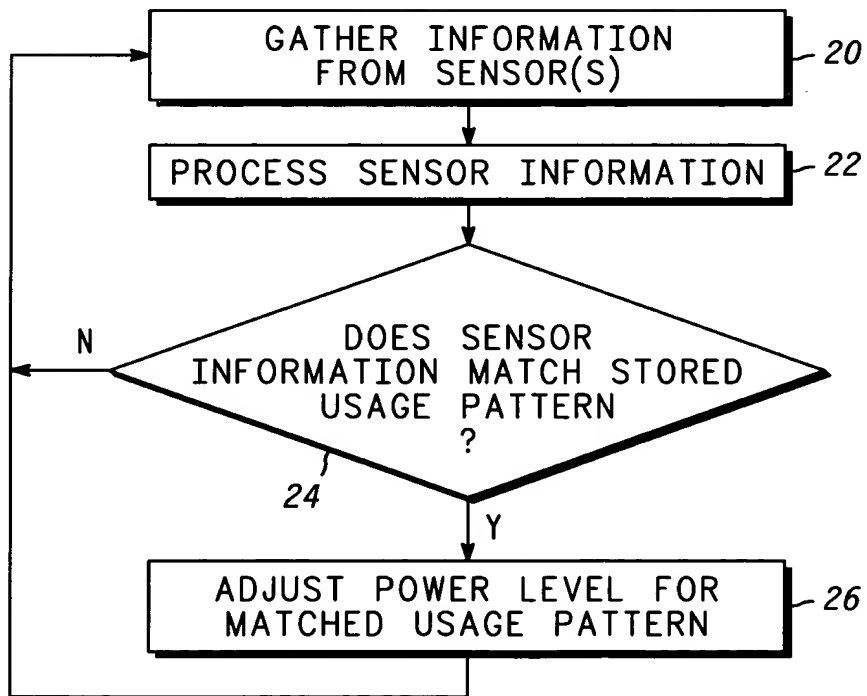 GATHER INFORMATION
FROM SENSOR(S)
20
PROCESS SENSOR INFORMATION
22
DOES SENSOR
INFORMATION MATCH STORED
USAGE PATTERN
?
N
24
Y
ADJUST POWER LEVEL FOR
MATCHED USAGE PATTERN
26